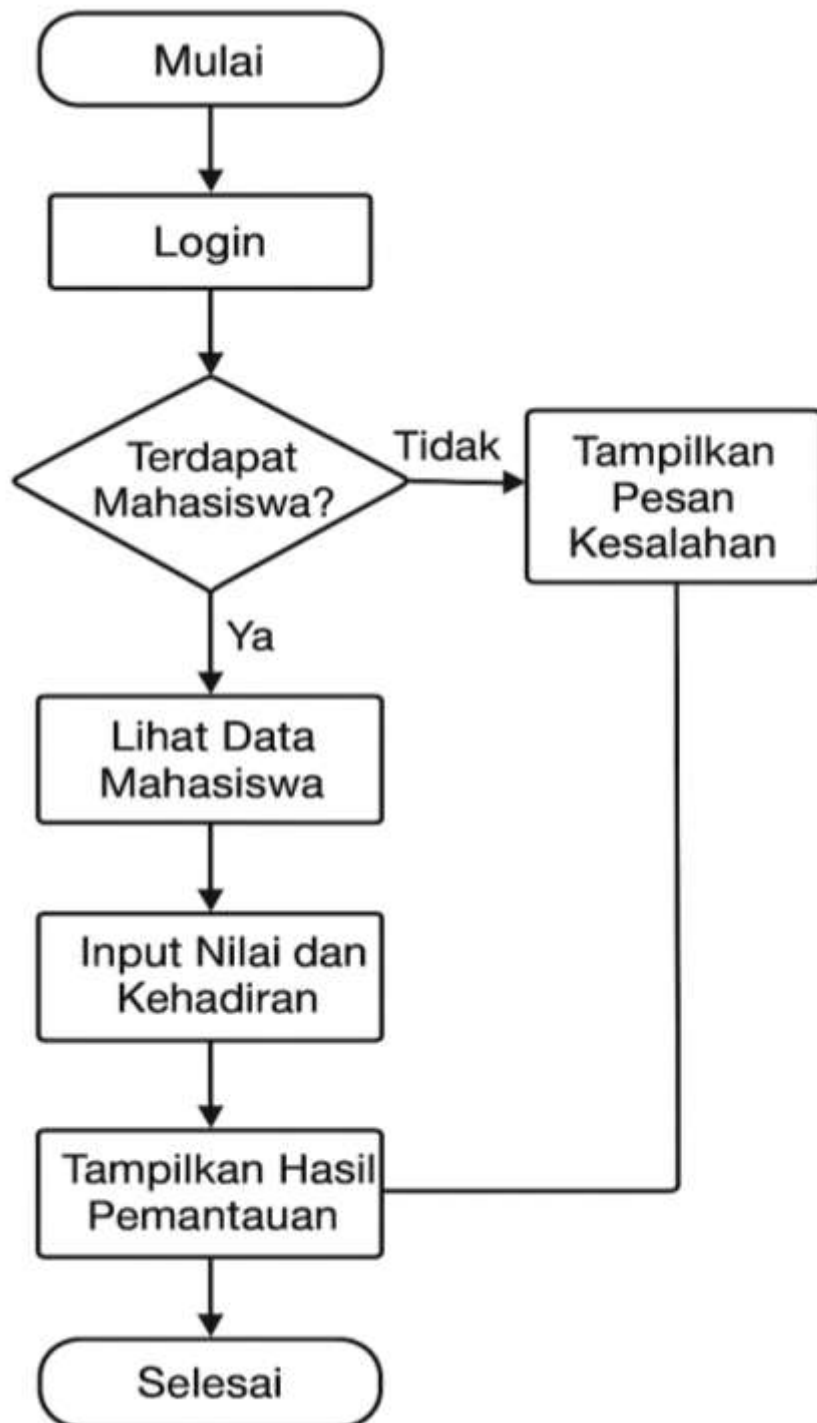 Mulai
Login
Terdapat
Mahasiswa?
Tidak
Tampilkan
Pesan
Kesalahan
Ya
Lihat Data
Mahasiswa
Input Nilai dan
Kehadiran
Tampilkan Hasil
Pemantauan
Selesai